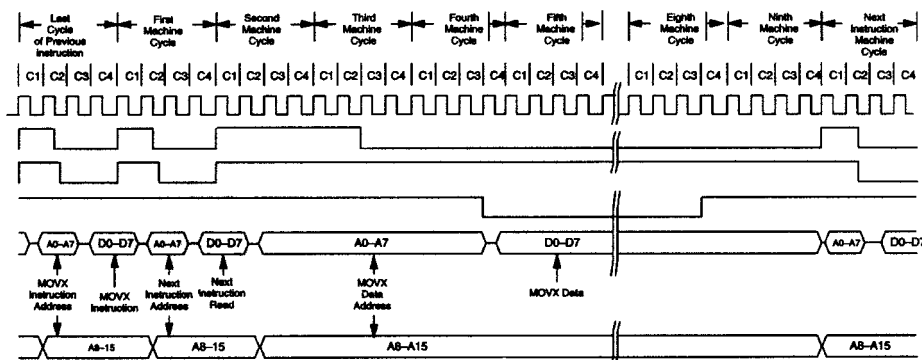 Last Cycle of Previous Instruction
First Machine Cycle
Second Machine Cycle
Third Machine Cycle
Fourth Machine Cycle
Fifth Machine Cycle
Eighth Machine Cycle
Ninth Machine Cycle
Next Instruction Machine Cycle
C1 C2 C3 C4 C1 C2 C3 C4 C1 C2 C3 C4 C1 C2 C3 C4 C1 C2 C3 C4 C1 C2 C3 C4 C1 C2 C3 C4 C1 C2 C3 C4 C1 C2 C3 C4
A0–A7 D0–D7 A0–A7 D0–D7 A0–A7 D0–D7 A0–A7 D0–D7
MOVX Instruction Address
MOVX Instruction
Next Instruction Address
Next Instruction Read
MOVX Data Address
MOVX Data
A8–15 A8–15 A8–A15 A8–A15